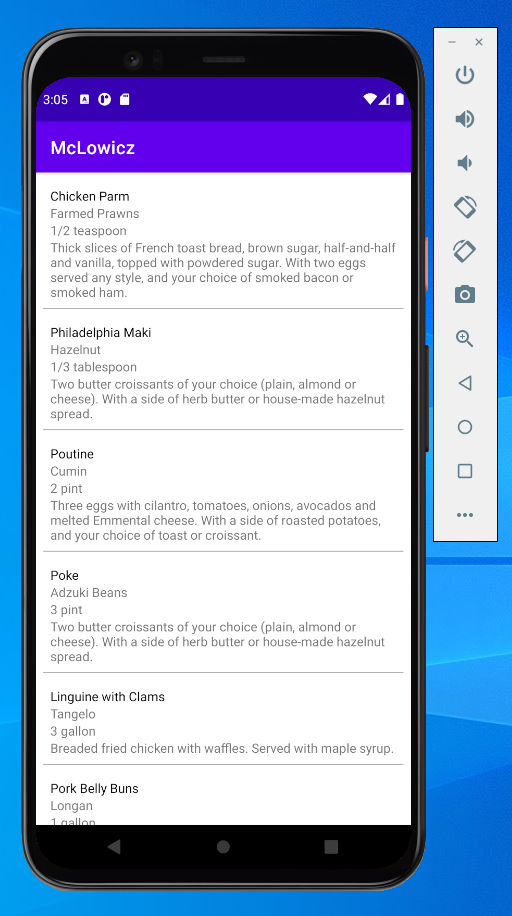 3:05
McLowicz
Chicken Parm
Farmed Prawns
1/2 teaspoon
Thick slices of French toast bread, brown sugar, half-and-half
and vanilla, topped with powdered sugar. With two eggs
served any style, and your choice of smoked bacon or
smoked ham.
Philadelphia Maki
Hazelnut
1/3 tablespoon
Two butter croissants of your choice (plain, almond or
cheese). With a side of herb butter or house-made hazelnut
spread.
Poutine
Cumin
2 pint
Three eggs with cilantro, tomatoes, onions, avocados and
melted Emmental cheese. With a side of roasted potatoes,
and your choice of toast or croissant.
Poke
Adzuki Beans
3 pint
Two butter croissants of your choice (plain, almond or
cheese). With a side of herb butter or house-made hazelnut
spread.
Linguine with Clams
Tangelo
3 gallon
Breaded fried chicken with waffles. Served with maple syrup.
Pork Belly Buns
Longan
1 gallon